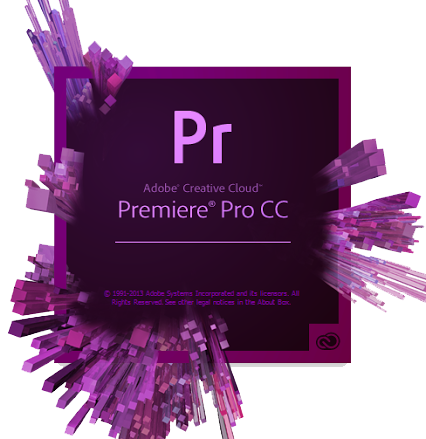 Pr
Adobe® Creative Cloud™
Premiere® Pro CC
© 1991-2013 Adobe Systems Incorporated and its licensors. All
Rights Reserved. See other legal notices in the About Box.